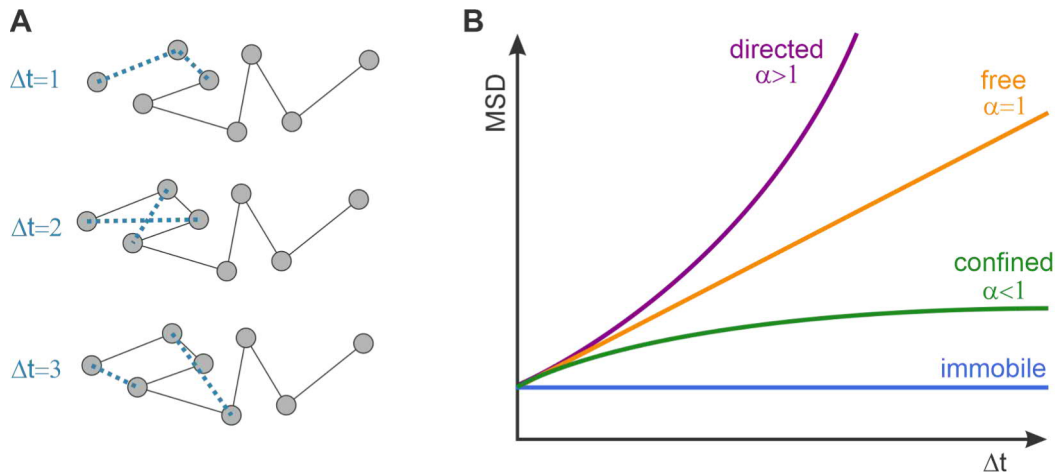 A
Δt=1
Δt=2
Δt=3
B
MSD
directed
α>1
free
α=1
confined
α<1
immobile
Δt